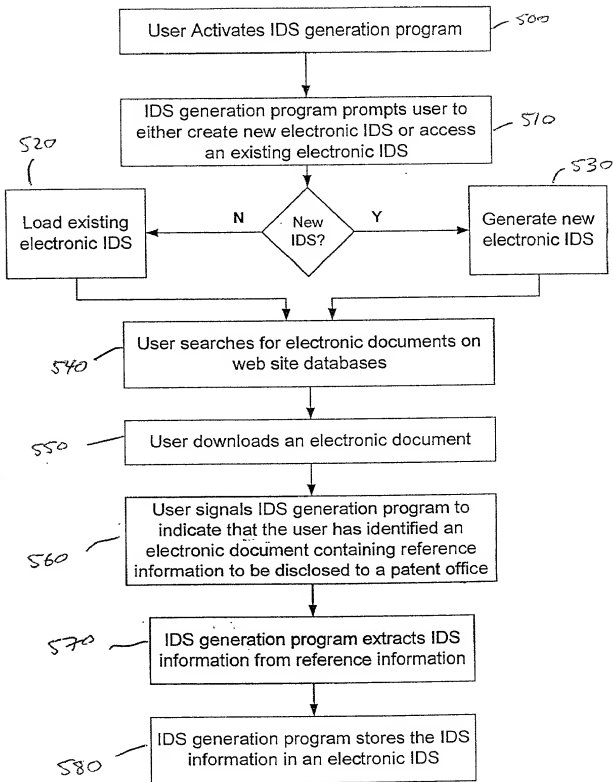 User Activates IDS generation program
500
IDS generation program prompts user to
either create new electronic IDS or access
an existing electronic IDS
510
520
530
Load existing
electronic IDS
N
New
IDS?
Y
Generate new
electronic IDS
User searches for electronic documents on
web site databases
540
User downloads an electronic document
550
User signals IDS generation program to
indicate that the user has identified an
electronic document containing reference
information to be disclosed to a patent office
560
IDS generation program extracts IDS
information from reference information
570
IDS generation program stores the IDS
information in an electronic IDS
580